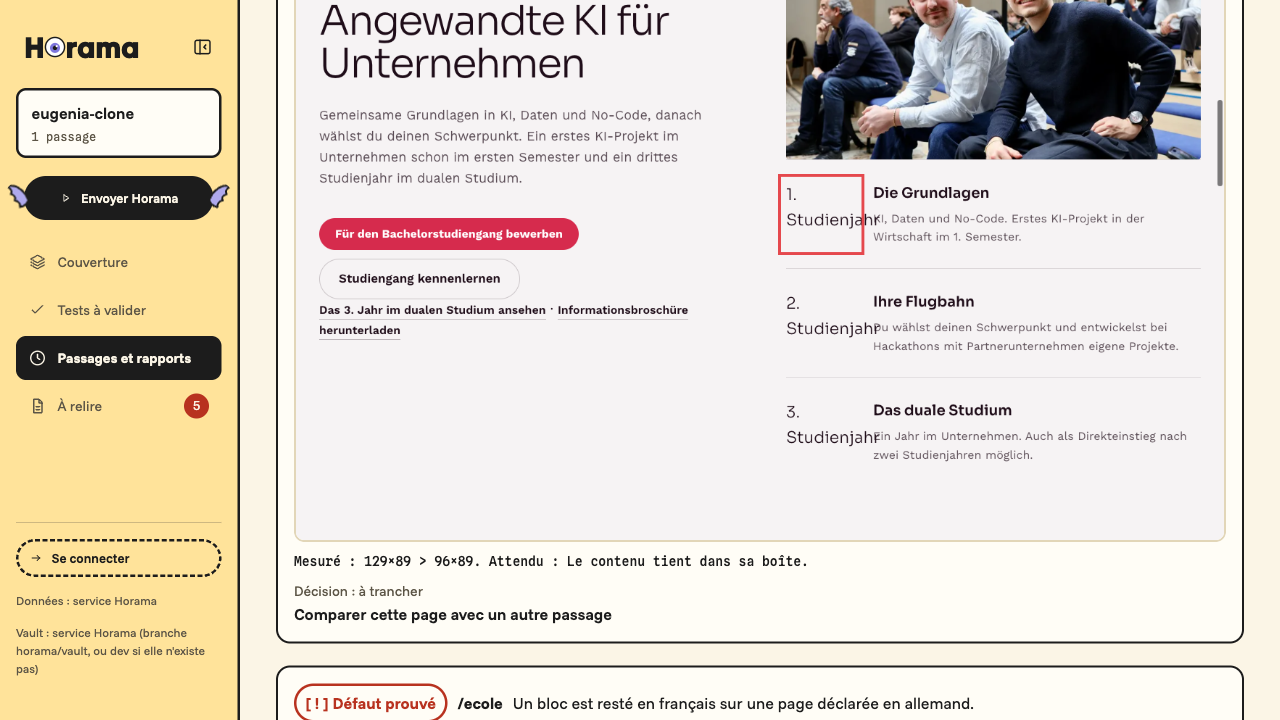 Horama
eugenia-clone
1 passage
Envoyer Horama
Couverture
Tests à valider
Passages et rapports
À relire
5
Se connecter
Données : service Horama
Vault : service Horama (branche
horama/vault, ou dev si elle n'existe
pas)
Angewandte KI für
Unternehmen
Gemeinsame Grundlagen in KI, Daten und No-Code, danach
wählst du deinen Schwerpunkt. Ein erstes KI-Projekt im
Unternehmen schon im ersten Semester und ein drittes
Studienjahr im dualen Studium.
Für den Bachelorstudiengang bewerben
Studiengang kennenlernen
Das 3. Jahr im dualen Studium ansehen · Informationsbroschüre
herunterladen
1.
Studienjahr
Die Grundlagen
KI, Daten und No-Code. Erstes KI-Projekt in der
Wirtschaft im 1. Semester.
2.
Studienjahr
Ihre Flugbahn
Du wählst deinen Schwerpunkt und entwickelst bei
Hackathons mit Partnerunternehmen eigene Projekte.
3.
Studienjahr
Das duale Studium
Ein Jahr im Unternehmen. Auch als Direkteinstieg nach
zwei Studienjahren möglich.
Mesuré : 129×89 > 96×89. Attendu : Le contenu tient dans sa boîte.
Décision : à trancher
Comparer cette page avec un autre passage
[ ! ] Défaut prouvé /ecole Un bloc est resté en français sur une page déclarée en allemand.